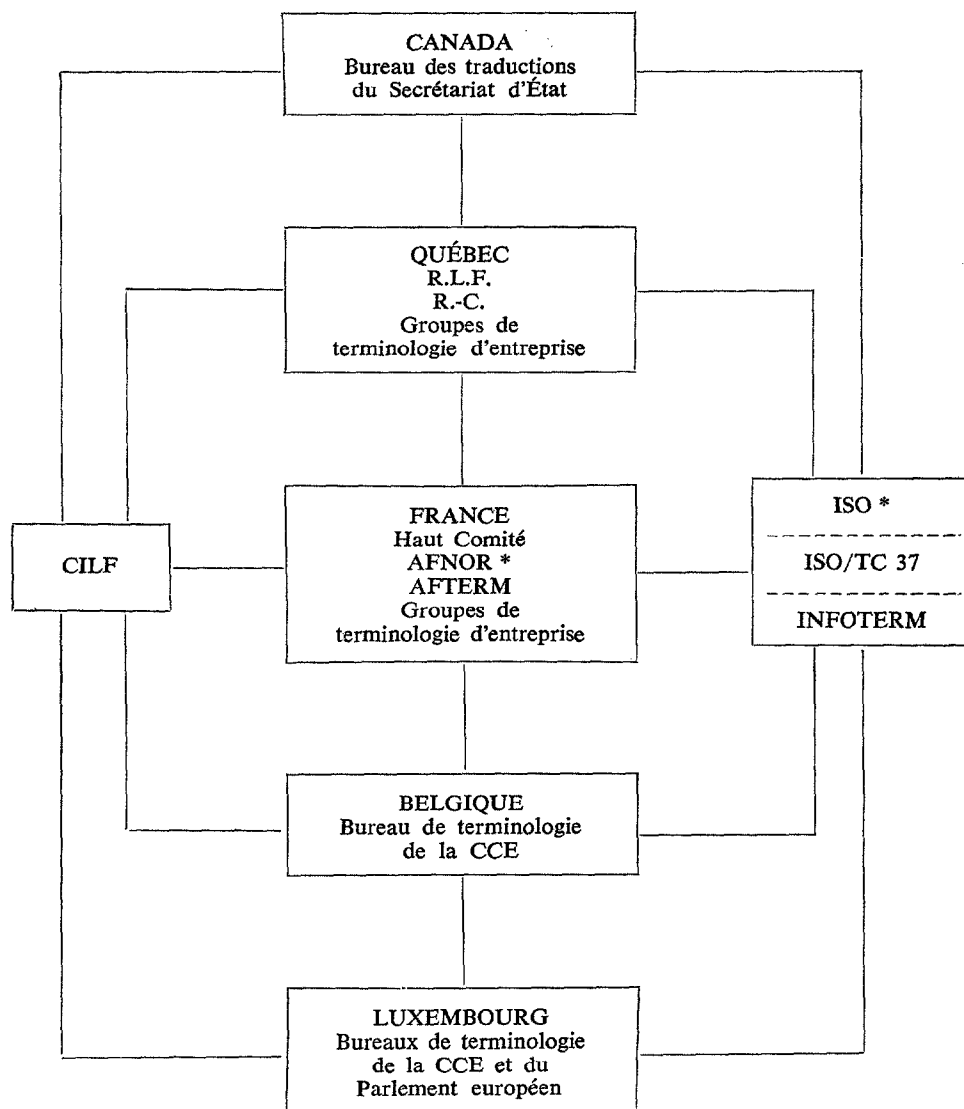 CANADA
Bureau des traductions
du Secrétariat d'État
QUÉBEC
R.L.F.
R.-C.
Groupes de
terminologie d'entreprise
CILF
FRANCE
Haut Comité
AFNOR *
AFTERM
Groupes de
terminologie d'entreprise
ISO *
ISO/TC 37
INFOTERM
BELGIQUE
Bureau de terminologie
de la CCE
LUXEMBOURG
Bureaux de terminologie
de la CCE et du
Parlement européen